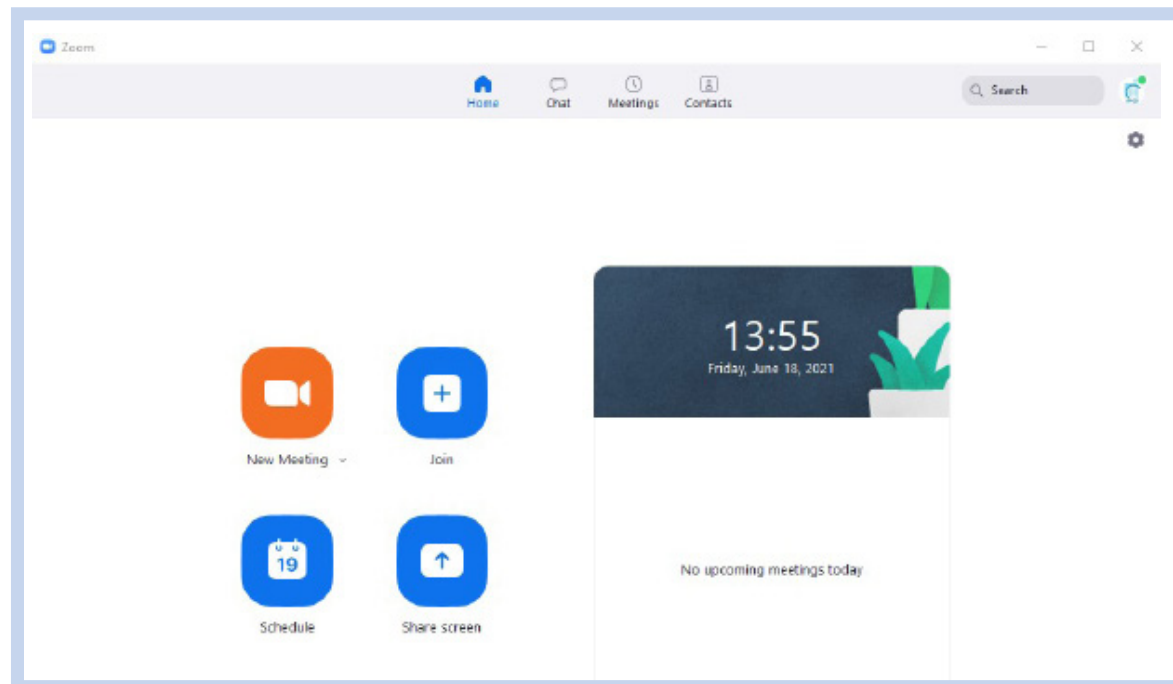 Zoom
Home Chat Meetings Contacts
Search
13:55
Friday, June 18, 2021
New Meeting
Join
19
Schedule
Share screen
No upcoming meetings today